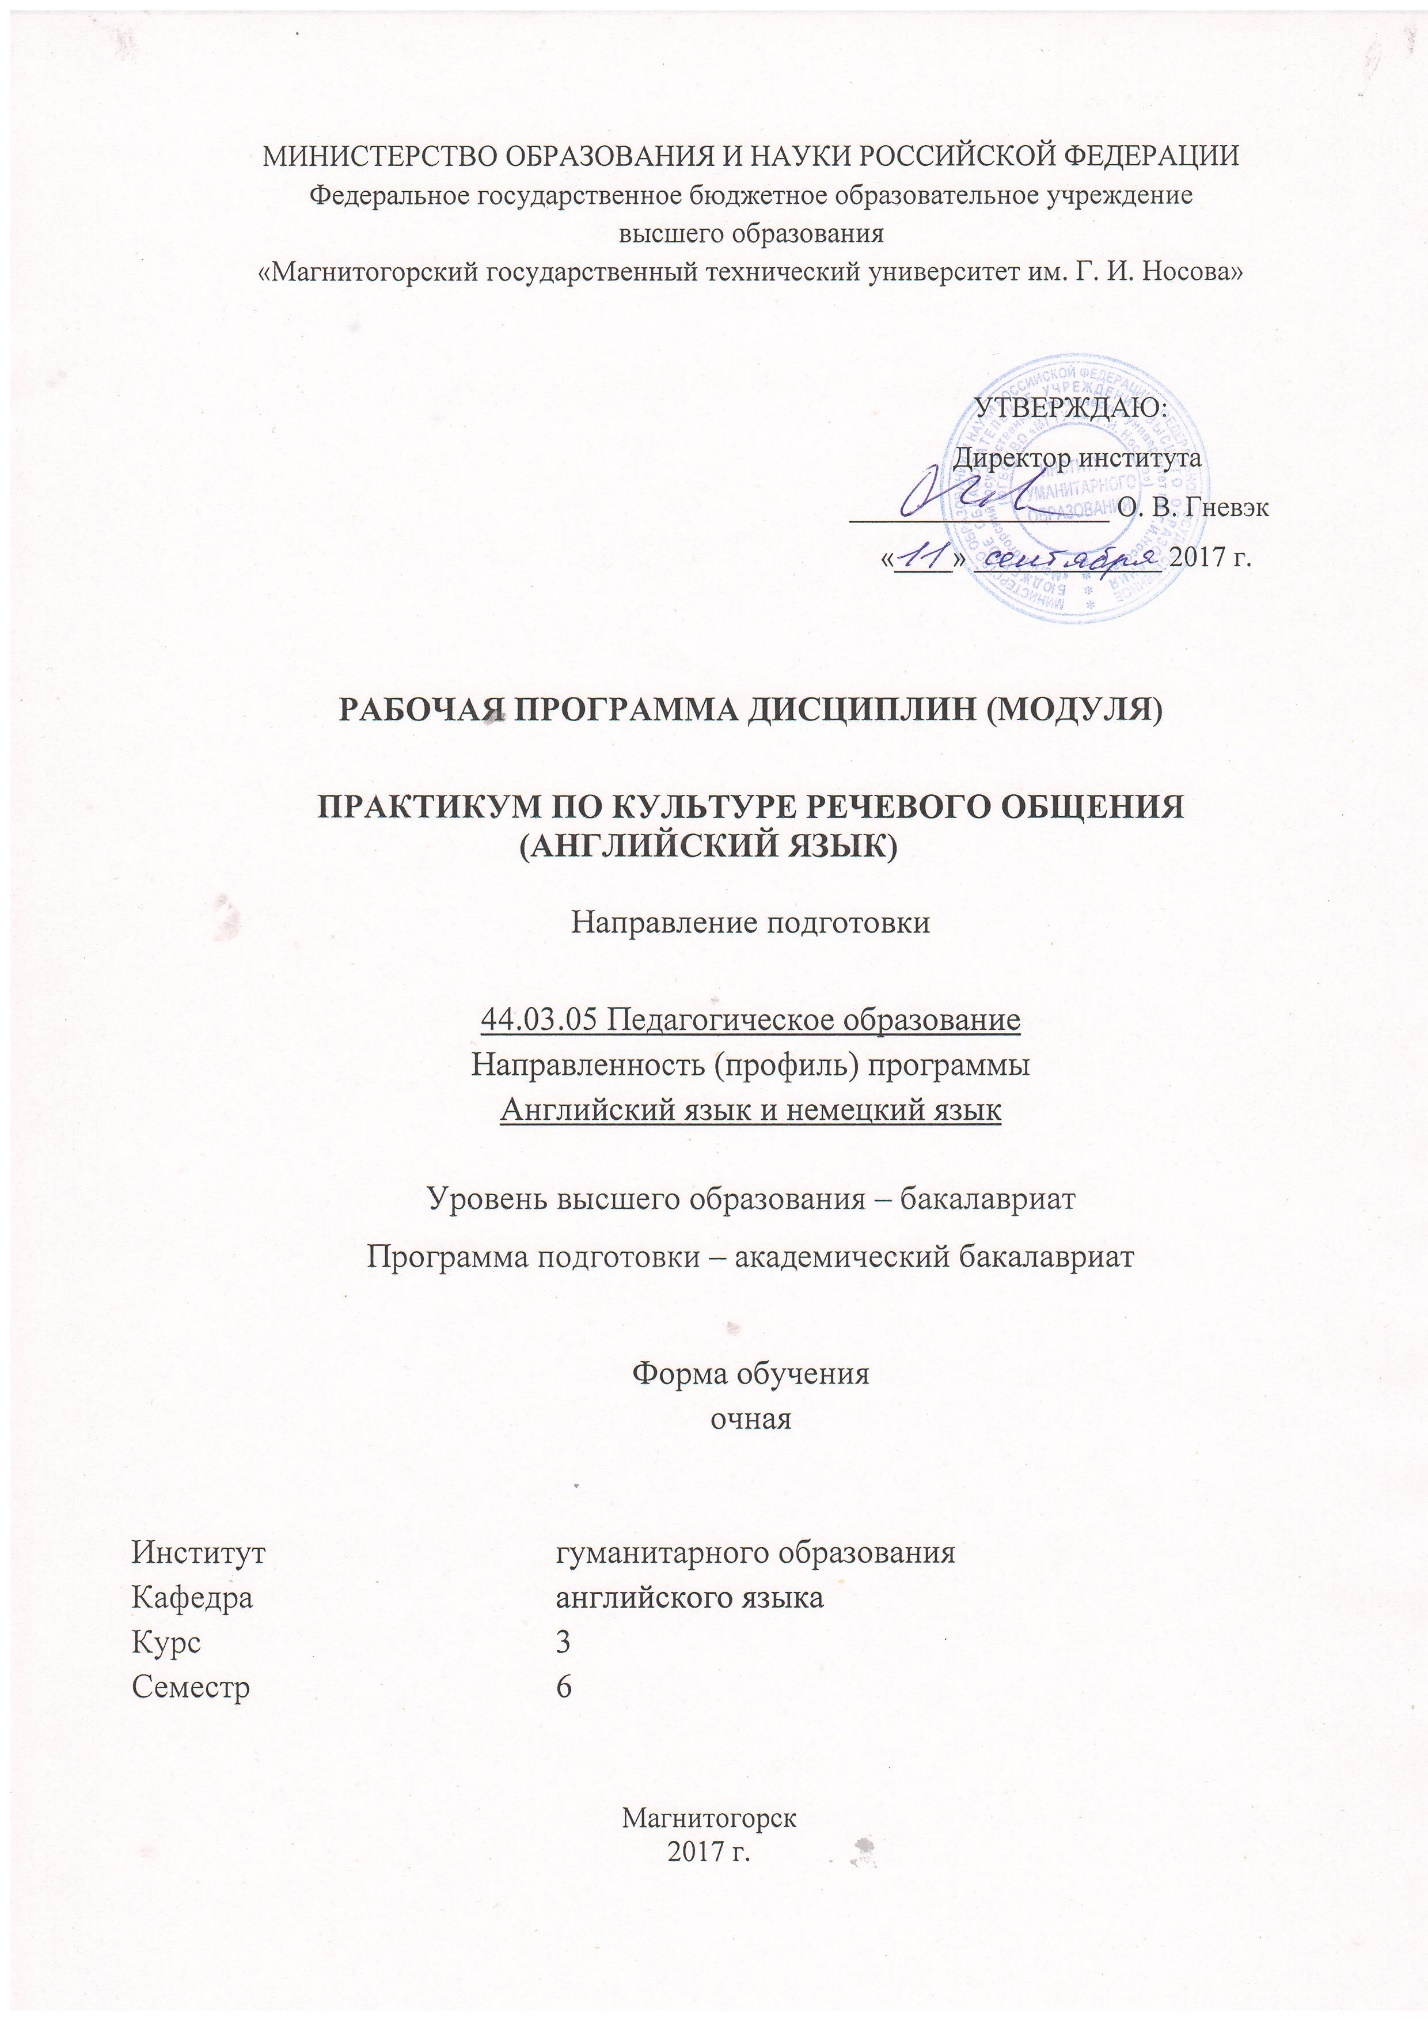 МИНИСТЕРСТВО ОБРАЗОВАНИЯ И НАУКИ РОССИЙСКОЙ ФЕДЕРАЦИИ
Федеральное государственное бюджетное образовательное учреждение
высшего образования
«Магнитогорский государственный технический университет им. Г. И. Носова»
УТВЕРЖДАЮ:
Директор института
О. В. Гневэк
«11» сентября 2017 г.
РАБОЧАЯ ПРОГРАММА ДИСЦИПЛИН (МОДУЛЯ)
ПРАКТИКУМ ПО КУЛЬТУРЕ РЕЧЕВОГО ОБЩЕНИЯ
(АНГЛИЙСКИЙ ЯЗЫК)
Направление подготовки
44.03.05 Педагогическое образование
Направленность (профиль) программы
Английский язык и немецкий язык
Уровень высшего образования – бакалавриат
Программа подготовки – академический бакалавриат
Форма обучения
очная
Институт гуманитарного образования
Кафедра английского языка
Курс 3
Семестр 6
Магнитогорск
2017 г.